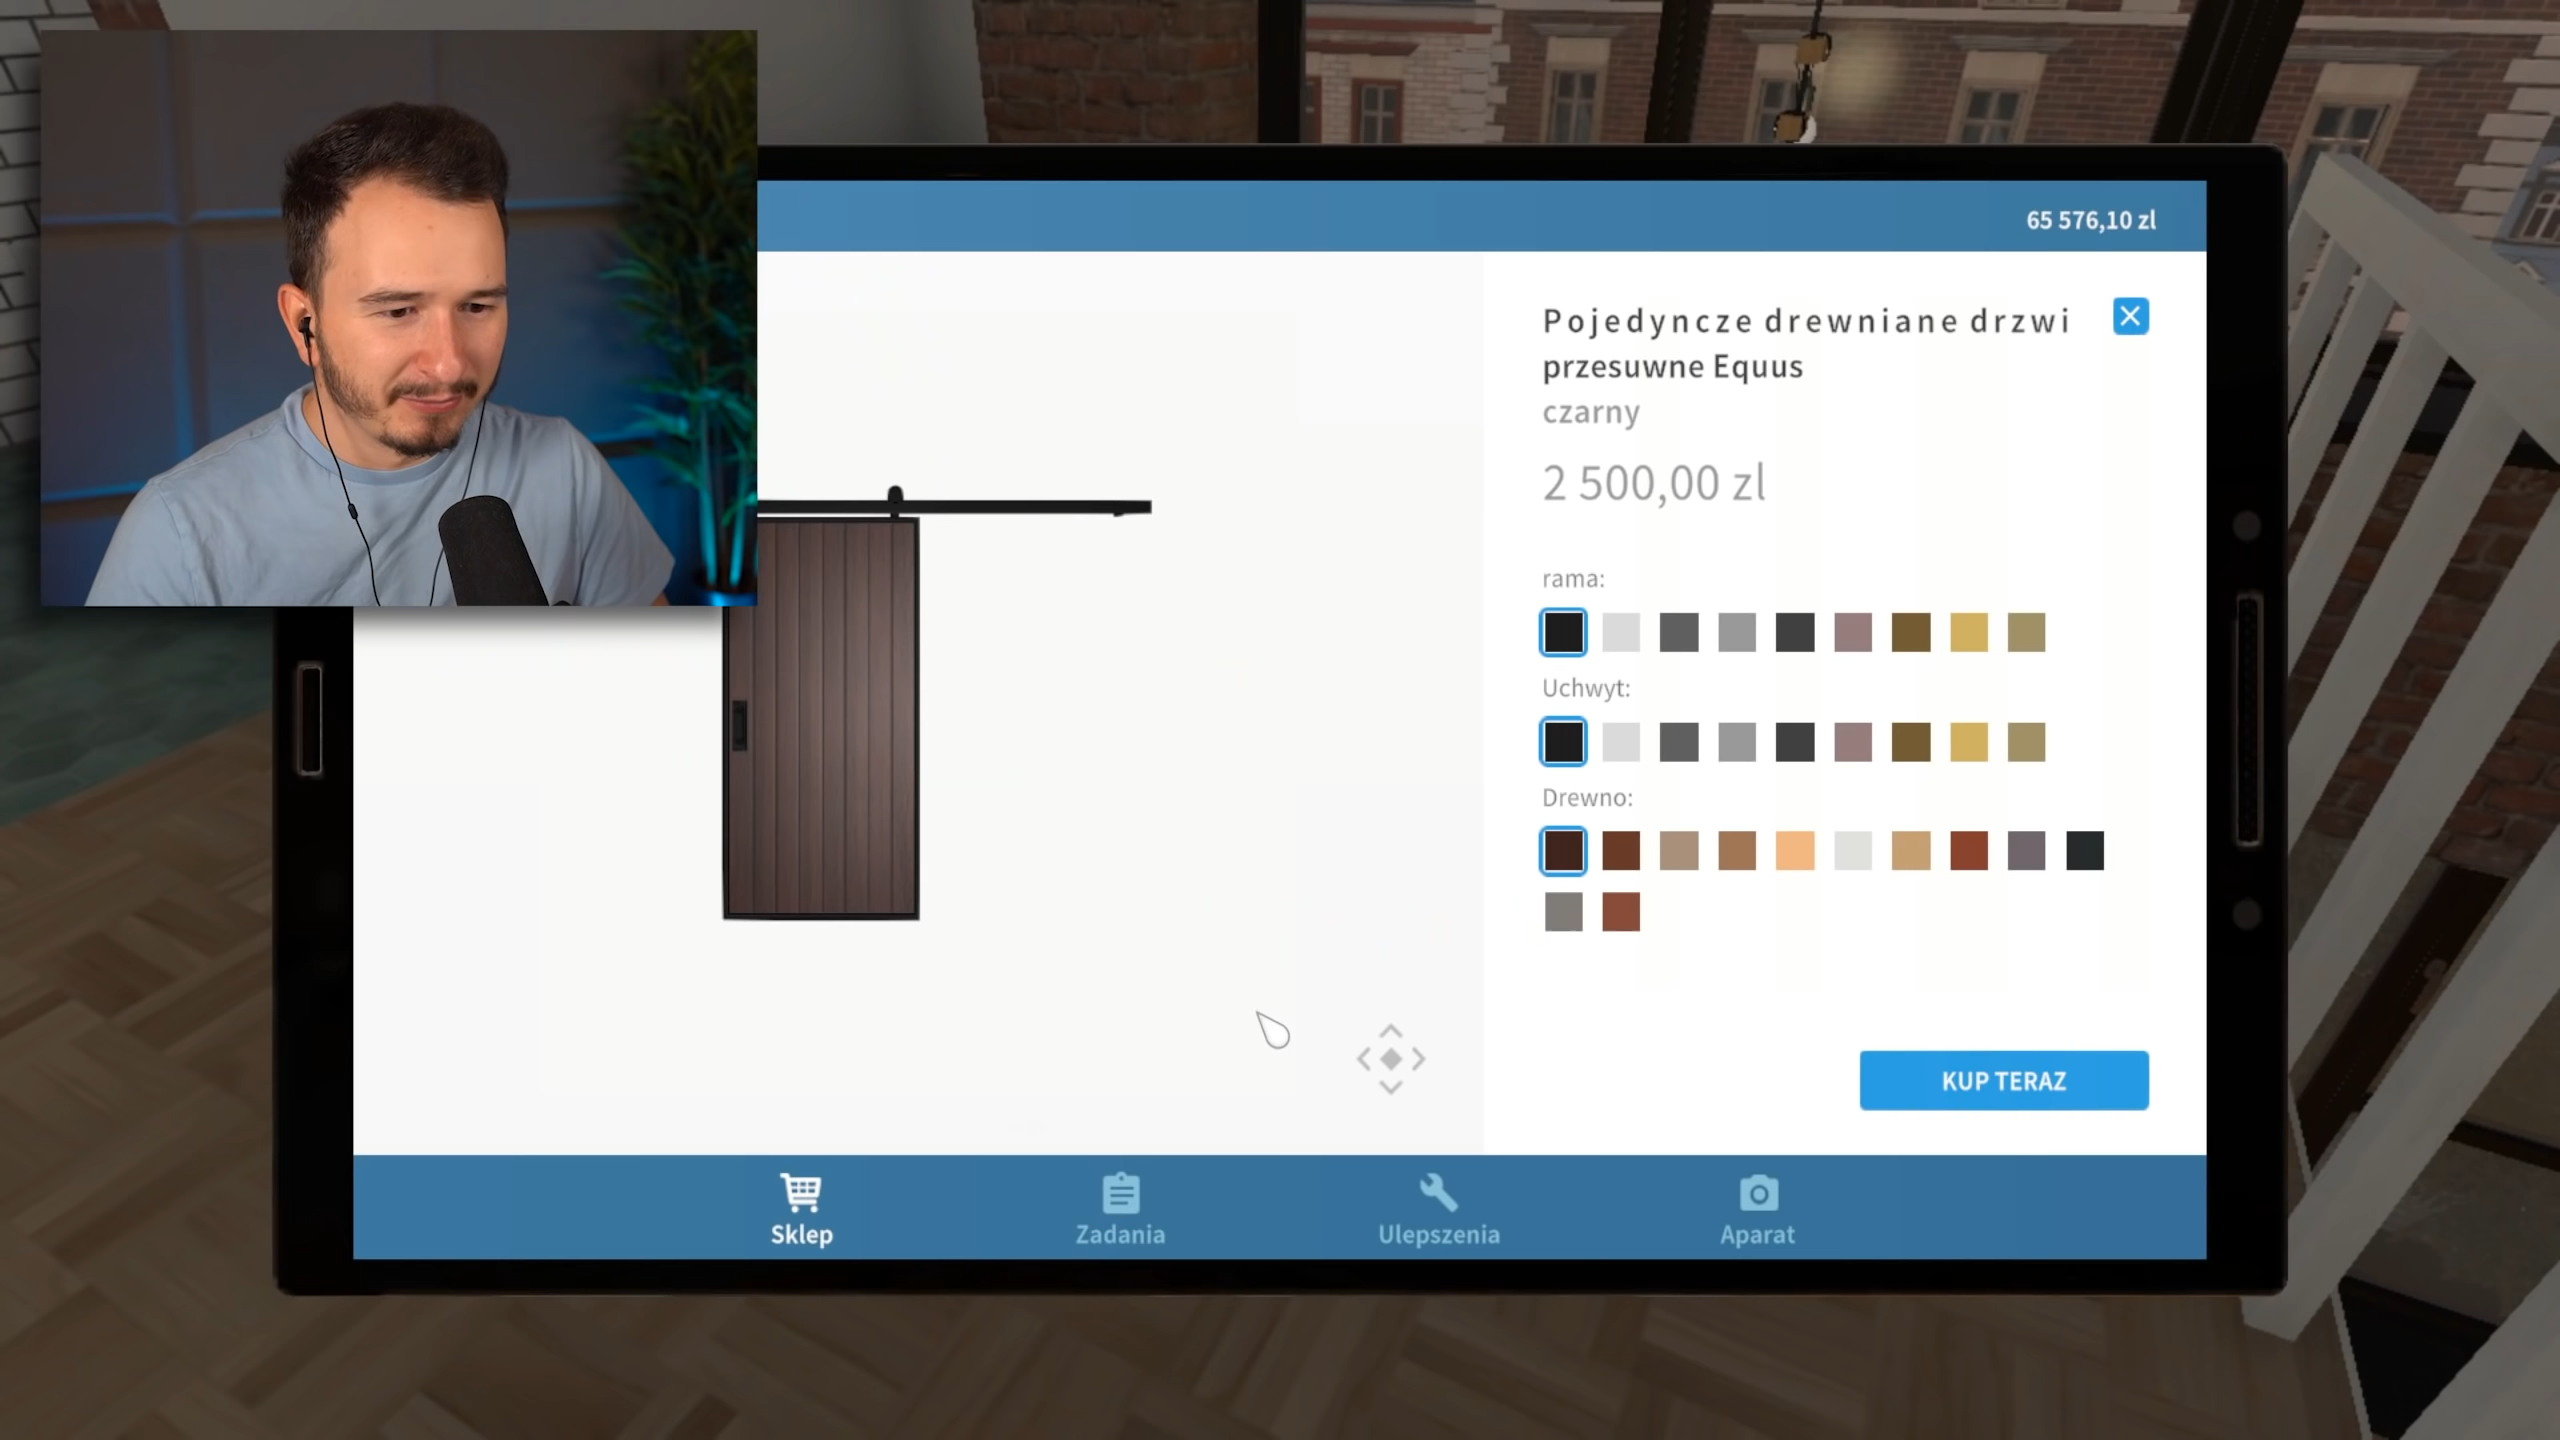 65 576,10 zl
Pojedyncze drewniane drzwi
przesuwne Equus
czarny
2 500,00 zl
rama:
Uchwyt:
Drewno:
KUP TERAZ
Sklep
Zadania
Ulepszenia
Aparat